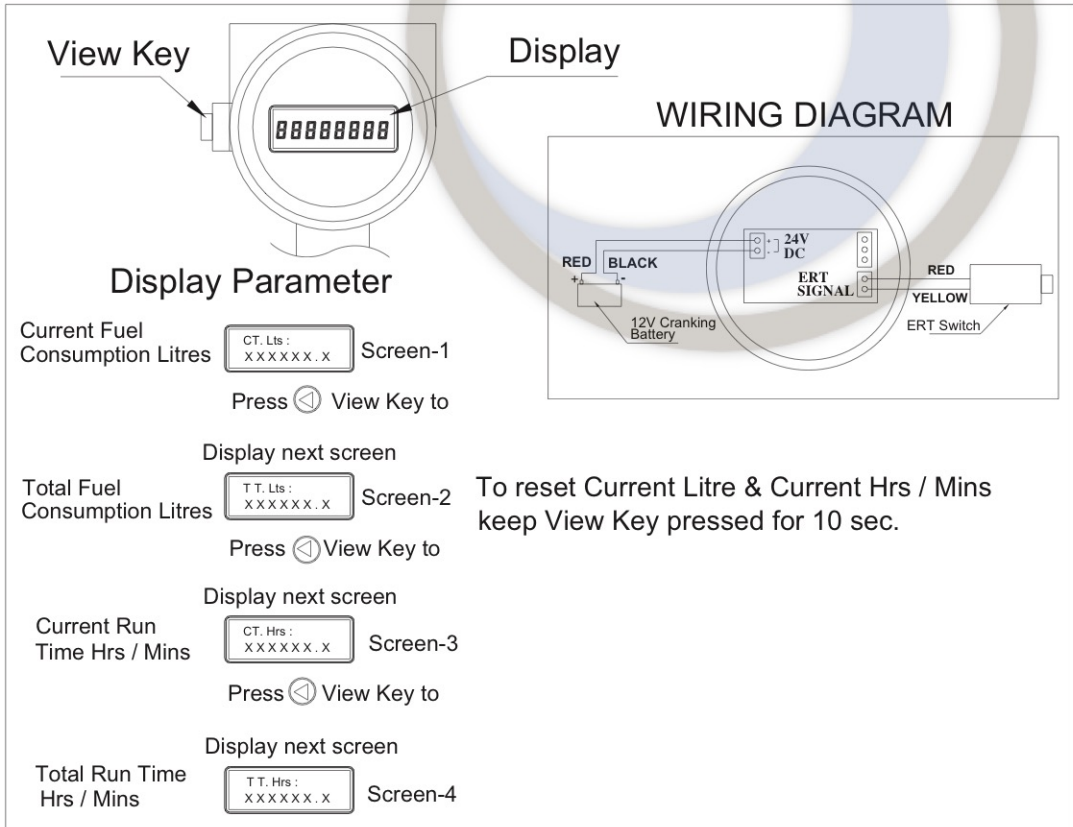 View Key
Display
88888888
WIRING DIAGRAM
+
-
24V
DC
RED
BLACK
+
-
12V Cranking
Battery
ERT
SIGNAL
RED
YELLOW
ERT Switch
Display Parameter
Current Fuel
Consumption Litres
CT. Lts :
XXXXXX.X
Screen-1
Press View Key to
Display next screen
Total Fuel
Consumption Litres
T T. Lts :
XXXXXX.X
Screen-2
To reset Current Litre & Current Hrs / Mins
keep View Key pressed for 10 sec.
Press View Key to
Display next screen
Current Run
Time Hrs / Mins
CT. Hrs :
XXXXXX.X
Screen-3
Press View Key to
Display next screen
Total Run Time
Hrs / Mins
T T. Hrs :
XXXXXX.X
Screen-4